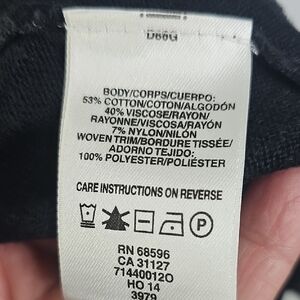 D66G
BODY/CORPS/CUERPO:
53% COTTON/COTON/ALGODÓN
40% VISCOSE/RAYON/
RAYONNE/VISCOSA/RAYÓN
7% NYLON/NILÓN
WOVEN TRIM/BORDURE TISSÉE/
ADORNO TEJIDO:
100% POLYESTER/POLIÉSTER
CARE INSTRUCTIONS ON REVERSE
P
RN 68596
CA 31127
714400120
HO 14
3979